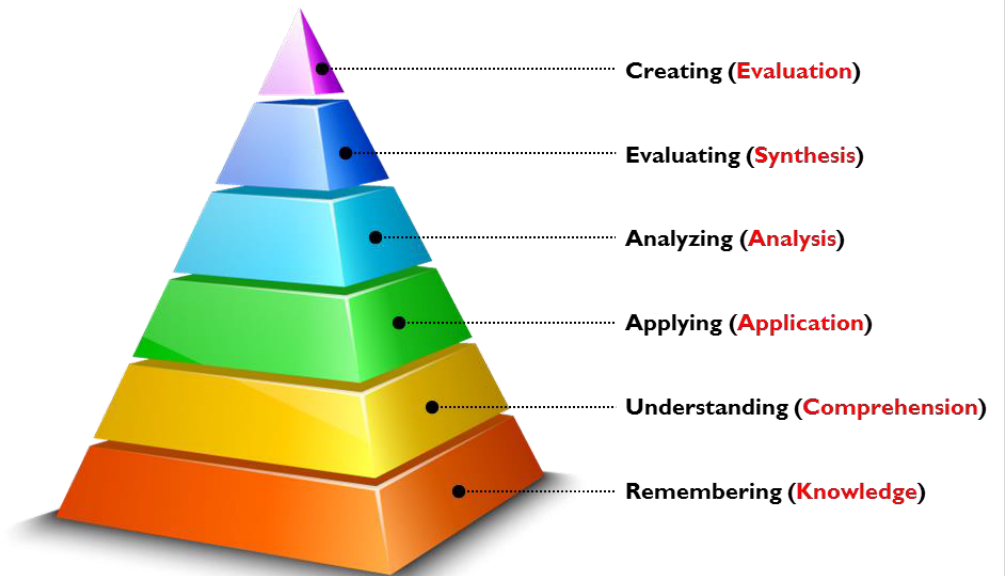 Creating (Evaluation)
Evaluating (Synthesis)
Analyzing (Analysis)
Applying (Application)
Understanding (Comprehension)
Remembering (Knowledge)